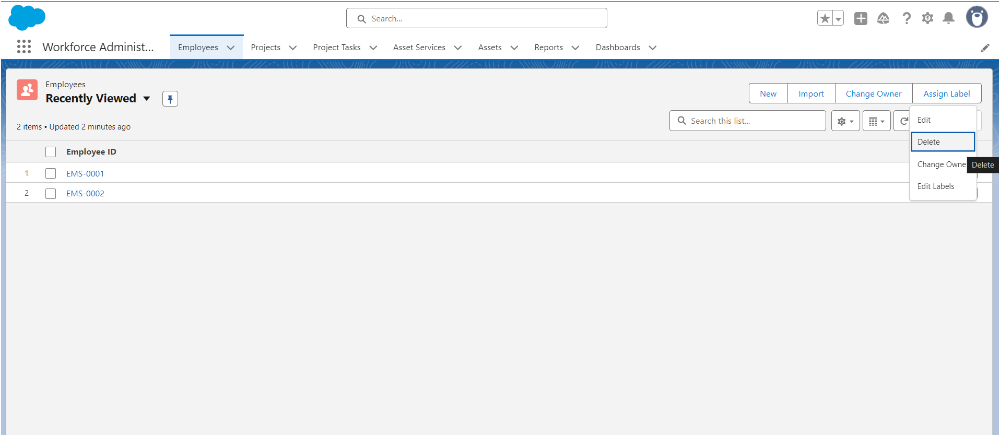 Search...
Workforce Administ...
Employees
Projects
Project Tasks
Asset Services
Assets
Reports
Dashboards
Employees
Recently Viewed
New
Import
Change Owner
Assign Label
2 items • Updated 2 minutes ago
Search this list...
Edit
Delete
Change Owne
Delete
Edit Labels
Employee ID
1 EMS-0001
2 EMS-0002